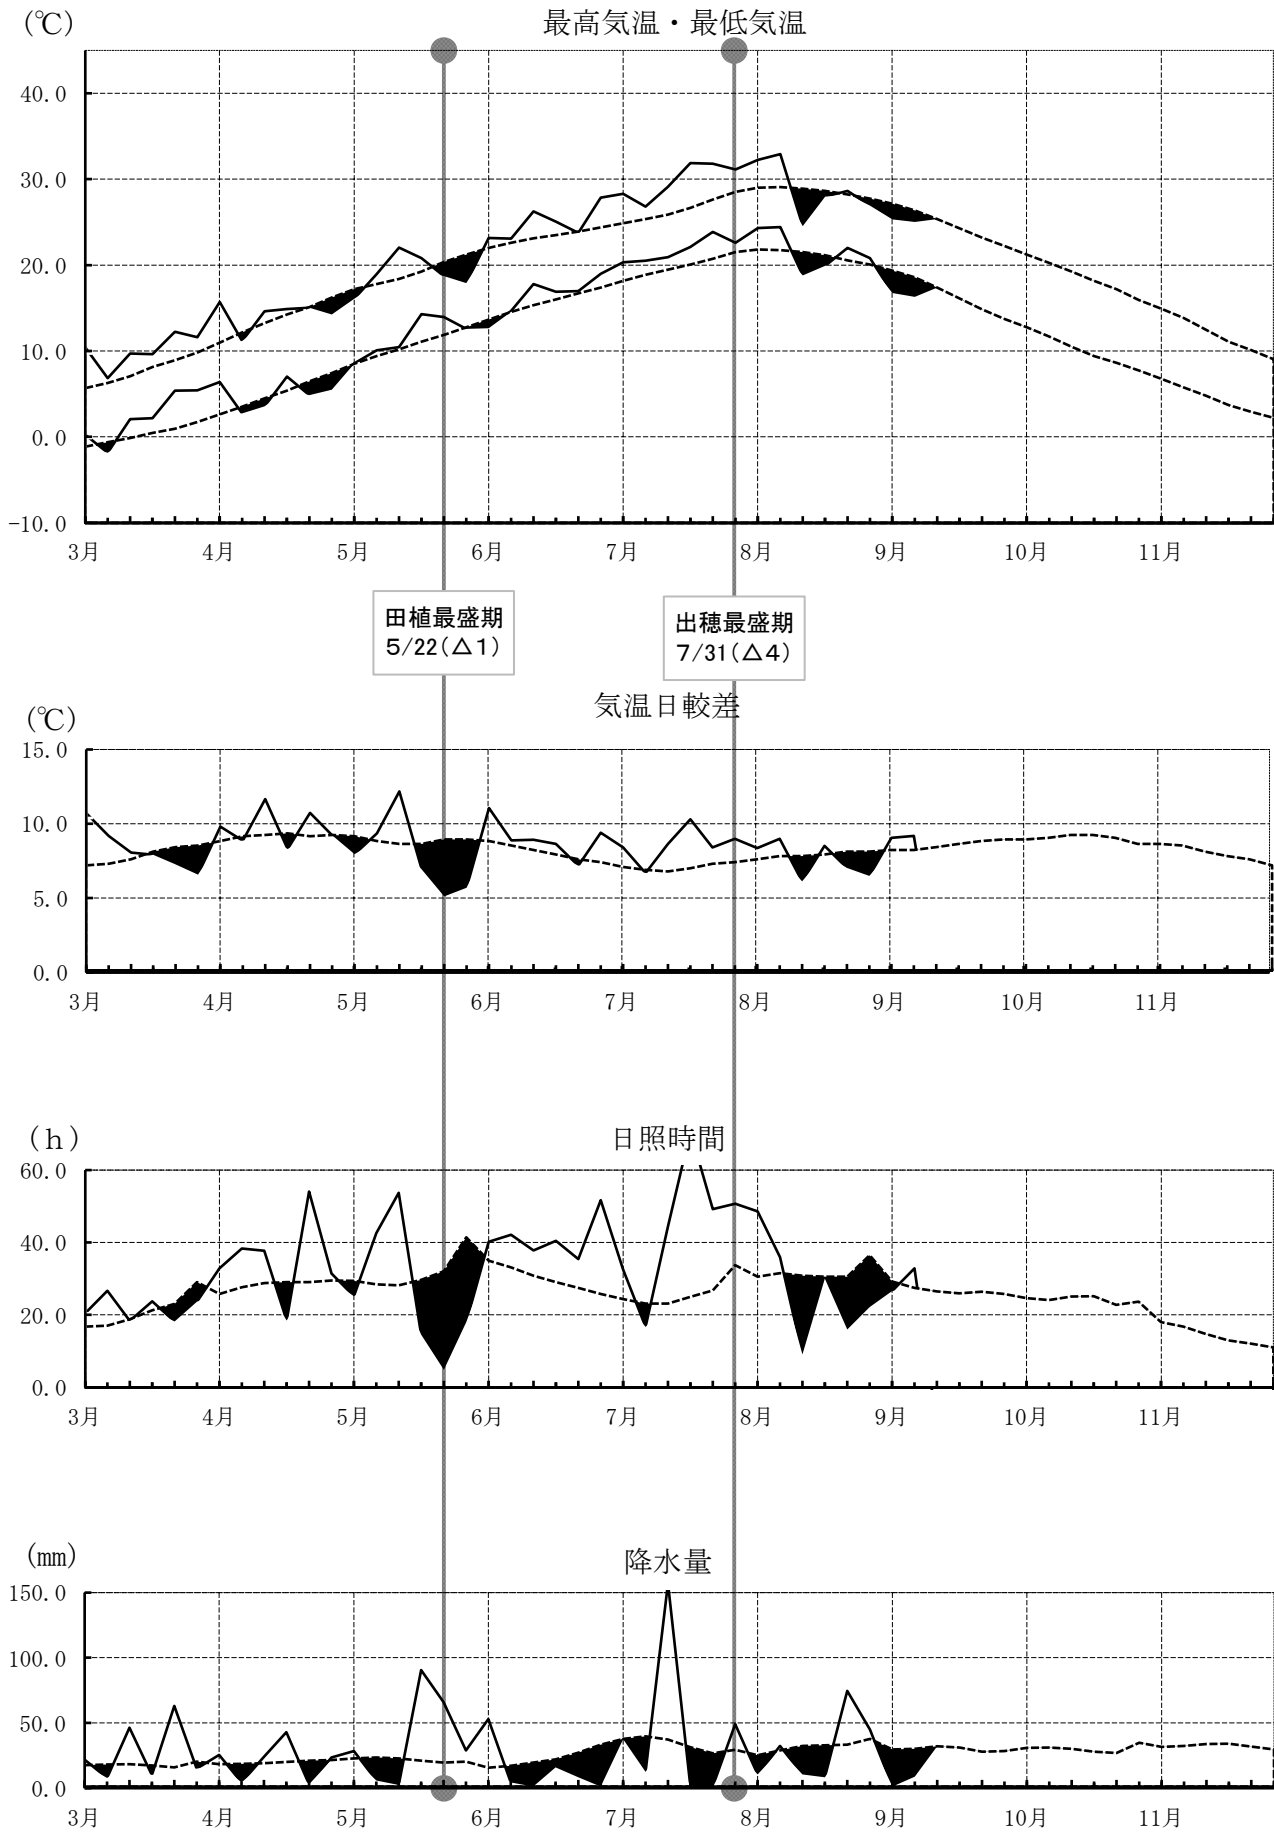 (℃)
最高気温・最低気温
40.0
30.0
20.0
10.0
0.0
-10.0
3月 4月 5月 6月 7月 8月 9月 10月 11月
田植最盛期
5/22(△1)
出穂最盛期
7/31(△4)
(℃)
気温日較差
15.0
10.0
5.0
0.0
3月 4月 5月 6月 7月 8月 9月 10月 11月
(h)
日照時間
60.0
40.0
20.0
0.0
3月 4月 5月 6月 7月 8月 9月 10月 11月
(㎜)
降水量
150.0
100.0
50.0
0.0
3月 4月 5月 6月 7月 8月 9月 10月 11月